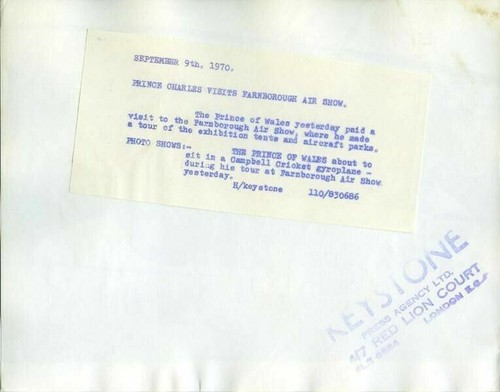 SEPTEMBER 9th. 1970.
PRINCE CHARLES VISITS FARNBOROUGH AIR SHOW.
The Prince of Wales yesterday paid a
visit to the Farnborough Air Show, where he made
a tour of the exhibition tents and aircraft parks.
PHOTO SHOWS:- THE PRINCE OF WALES about to
sit in a Campbell Cricket gyroplane -
during his tour at Farnborough Air Show
yesterday.
H/keystone 110/830686
KEYSTONE
PRESS AGENCY LTD.
RED LION COURT
LONDON E.C.4